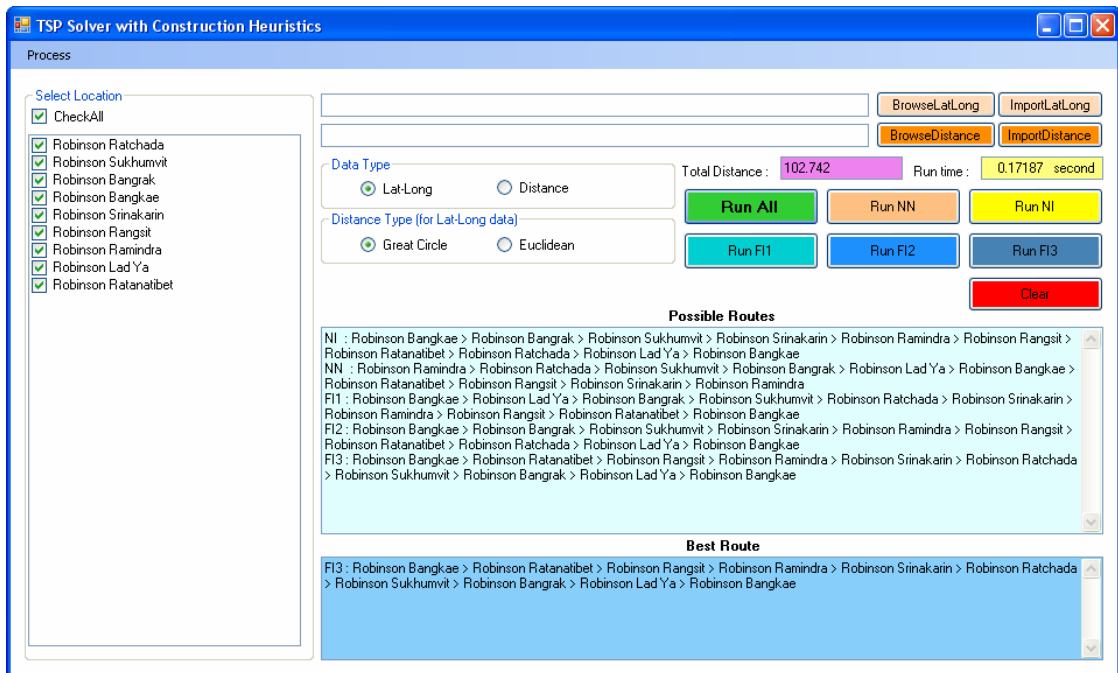 TSP Solver with Construction Heuristics
Process
Select Location
CheckAll
Robinson Ratchada
Robinson Sukhumvit
Robinson Bangrak
Robinson Bangkae
Robinson Srinakarin
Robinson Rangsit
Robinson Ramindra
Robinson Lad Ya
Robinson Ratanatibet
BrowseLatLong
ImportLatLong
BrowseDistance
ImportDistance
Data Type
Lat-Long
Distance
Distance Type (for Lat-Long data)
Great Circle
Euclidean
Total Distance :
102.742
Run time :
0.17187 second
Run All
Run NN
Run NI
Run FI1
Run FI2
Run FI3
Clear
Possible Routes
NI : Robinson Bangkae > Robinson Bangrak > Robinson Sukhumvit > Robinson Srinakarin > Robinson Ramindra > Robinson Rangsit >
Robinson Ratanatibet > Robinson Ratchada > Robinson Lad Ya > Robinson Bangkae
NN : Robinson Ramindra > Robinson Ratchada > Robinson Sukhumvit > Robinson Bangrak > Robinson Lad Ya > Robinson Bangkae >
Robinson Ratanatibet > Robinson Rangsit > Robinson Srinakarin > Robinson Ramindra
FI1 : Robinson Bangkae > Robinson Lad Ya > Robinson Bangrak > Robinson Sukhumvit > Robinson Ratchada > Robinson Srinakarin >
Robinson Ramindra > Robinson Rangsit > Robinson Ratanatibet > Robinson Bangkae
FI2 : Robinson Bangkae > Robinson Bangrak > Robinson Sukhumvit > Robinson Srinakarin > Robinson Ramindra > Robinson Rangsit >
Robinson Ratanatibet > Robinson Ratchada > Robinson Lad Ya > Robinson Bangkae
FI3 : Robinson Bangkae > Robinson Ratanatibet > Robinson Rangsit > Robinson Ramindra > Robinson Srinakarin > Robinson Ratchada
> Robinson Sukhumvit > Robinson Bangrak > Robinson Lad Ya > Robinson Bangkae
Best Route
FI3 : Robinson Bangkae > Robinson Ratanatibet > Robinson Rangsit > Robinson Ramindra > Robinson Srinakarin > Robinson Ratchada
> Robinson Sukhumvit > Robinson Bangrak > Robinson Lad Ya > Robinson Bangkae